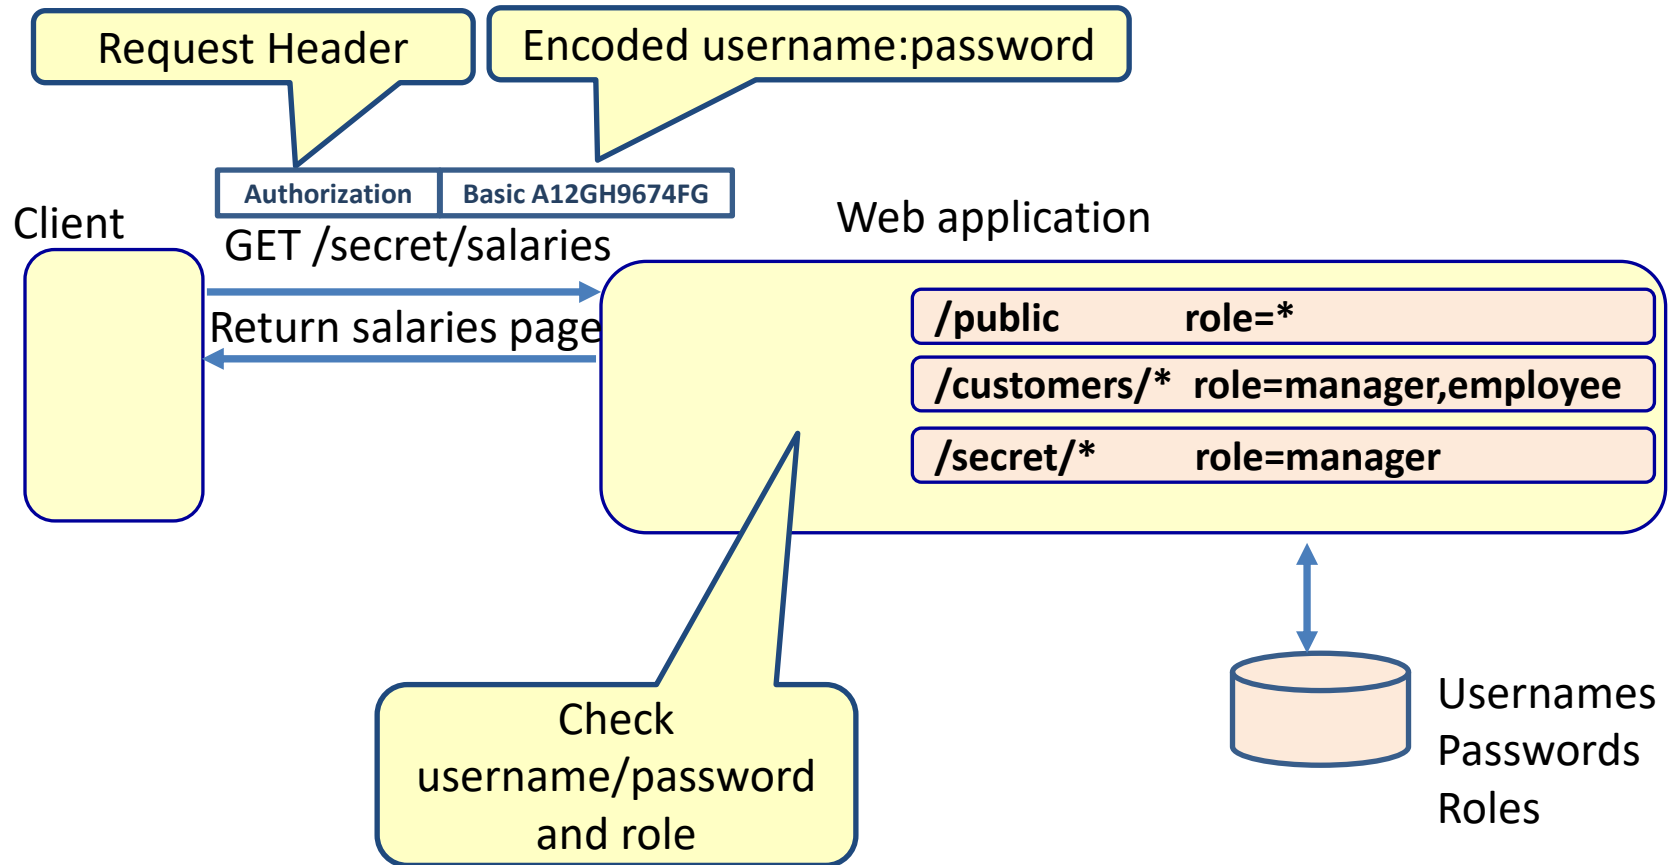 Request Header
Encoded username:password
Authorization
Basic A12GH9674FG
Client
GET /secret/salaries
Return salaries page
Web application
/public role=*
/customers/* role=manager,employee
/secret/* role=manager
Check
username/password
and role
Usernames
Passwords
Roles